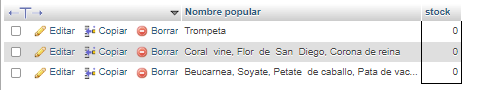 Nombre popular stock
Editar Copiar Borrar Trompeta 0
Editar Copiar Borrar Coral vine, Flor de San Diego, Corona de reina 0
Editar Copiar Borrar Beucarnea, Soyate, Petate de caballo, Pata de vac... 0